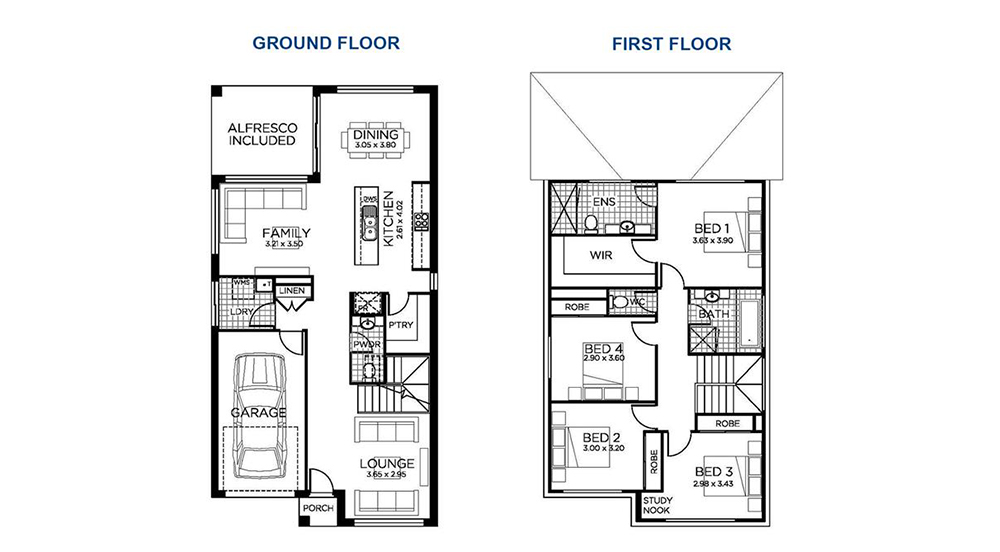 GROUND FLOOR
ALFRESCO
INCLUDED
DINING
3.05 x 3.80
DWS
KITCHEN
2.61 x 4.02
FAMILY
3.21 x 3.50
WMS
T
LINEN
LDRY
P'TRY
PWDR
GARAGE
LOUNGE
3.65 x 2.95
PORCH
FIRST FLOOR
ENS
BED 1
3.63 x 3.90
WIR
ROBE
WC
BATH
BED 4
2.90 x 3.60
ROBE
BED 2
3.00 x 3.20
ROBE
BED 3
2.98 x 3.43
STUDY
NOOK